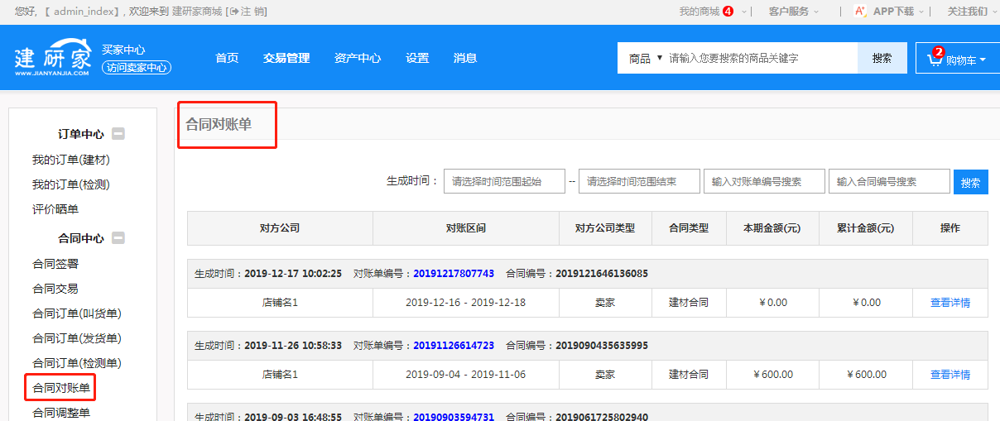 您好, 【 admin_index】, 欢迎来到 建研家商城 [注 销]
我的商城 4 客户服务 APP下载 关注我们
建研家
WWW.JIANYANJIA.COM
买家中心
访问卖家中心
首页 交易管理 资产中心 设置 消息
商品 请输入您要搜索的商品关键字 搜索
2 购物车
订单中心
我的订单(建材)
我的订单(检测)
评价晒单
合同中心
合同签署
合同交易
合同订单(叫货单)
合同订单(发货单)
合同订单(检测单)
合同对账单
合同调整单
合同对账单
生成时间： 请选择时间范围起始 -- 请选择时间范围结束 输入对账单编号搜索 输入合同编号搜索 搜索
对方公司 对账区间 对方公司类型 合同类型 本期金额(元) 累计金额(元) 操作
生成时间：2019-12-17 10:02:25 对账单编号：20191217807743 合同编号：2019121646136085
店铺名1 2019-12-16 - 2019-12-18 卖家 建材合同 ￥0.00 ￥0.00 查看详情
生成时间：2019-11-26 10:58:33 对账单编号：20191126614723 合同编号：2019090435635995
店铺名1 2019-09-04 - 2019-11-06 卖家 建材合同 ￥600.00 ￥600.00 查看详情
生成时间：2019-09-03 16:48:55 对账单编号：20190903594731 合同编号：2019061725802940